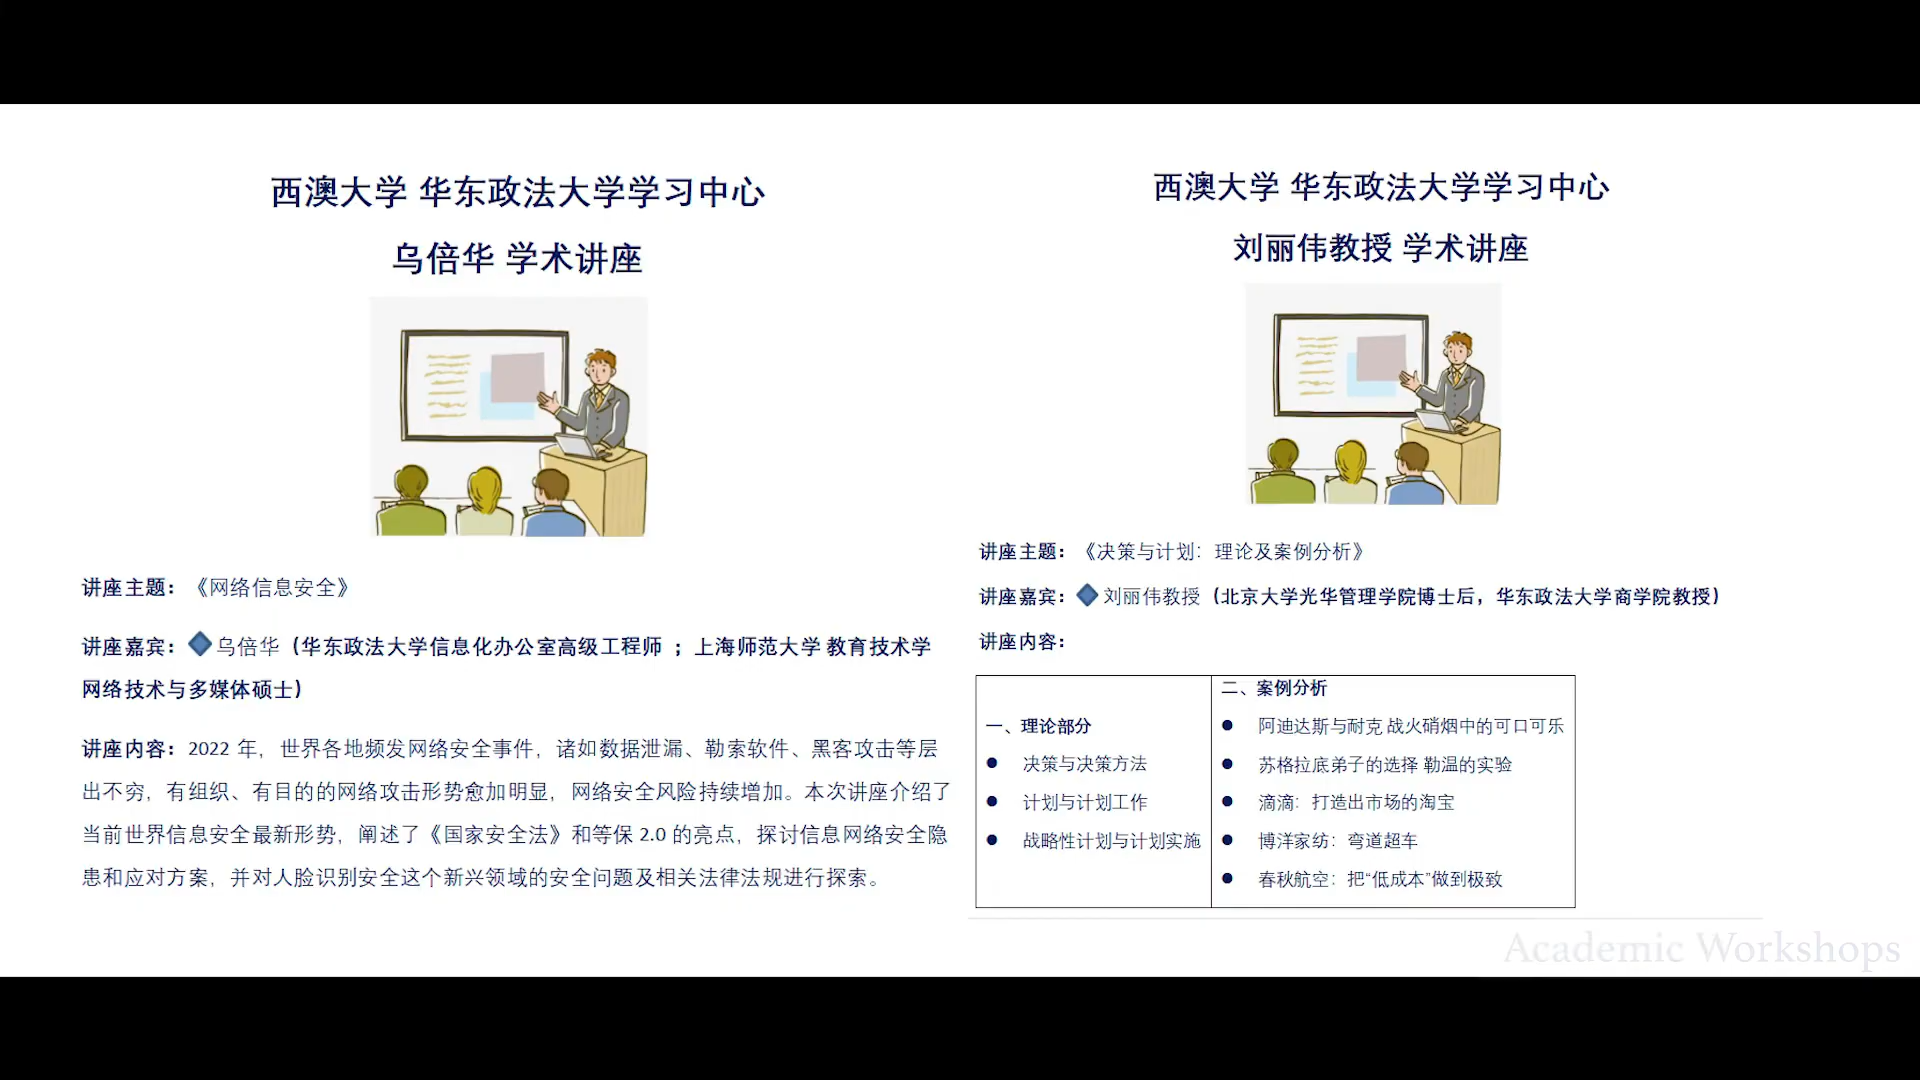 西澳大学 华东政法大学学习中心
乌倍华 学术讲座
讲座主题：《网络信息安全》
讲座嘉宾：乌倍华（华东政法大学信息化办公室高级工程师 ；上海师范大学 教育技术学
网络技术与多媒体硕士）
讲座内容：2022 年，世界各地频发网络安全事件，诸如数据泄漏、勒索软件、黑客攻击等层
出不穷，有组织、有目的的网络攻击形势愈加明显，网络安全风险持续增加。本次讲座介绍了
当前世界信息安全最新形势，阐述了《国家安全法》和等保 2.0 的亮点，探讨信息网络安全隐
患和应对方案，并对人脸识别安全这个新兴领域的安全问题及相关法律法规进行探索。
西澳大学 华东政法大学学习中心
刘丽伟教授 学术讲座
讲座主题：《决策与计划：理论及案例分析》
讲座嘉宾：刘丽伟教授（北京大学光华管理学院博士后，华东政法大学商学院教授）
讲座内容：
一、理论部分
● 决策与决策方法
● 计划与计划工作
● 战略性计划与计划实施
二、案例分析
● 阿迪达斯与耐克 战火硝烟中的可口可乐
● 苏格拉底弟子的选择 勒温的实验
● 滴滴：打造出市场的淘宝
● 博洋家纺：弯道超车
● 春秋航空：把“低成本”做到极致
Academic Workshops